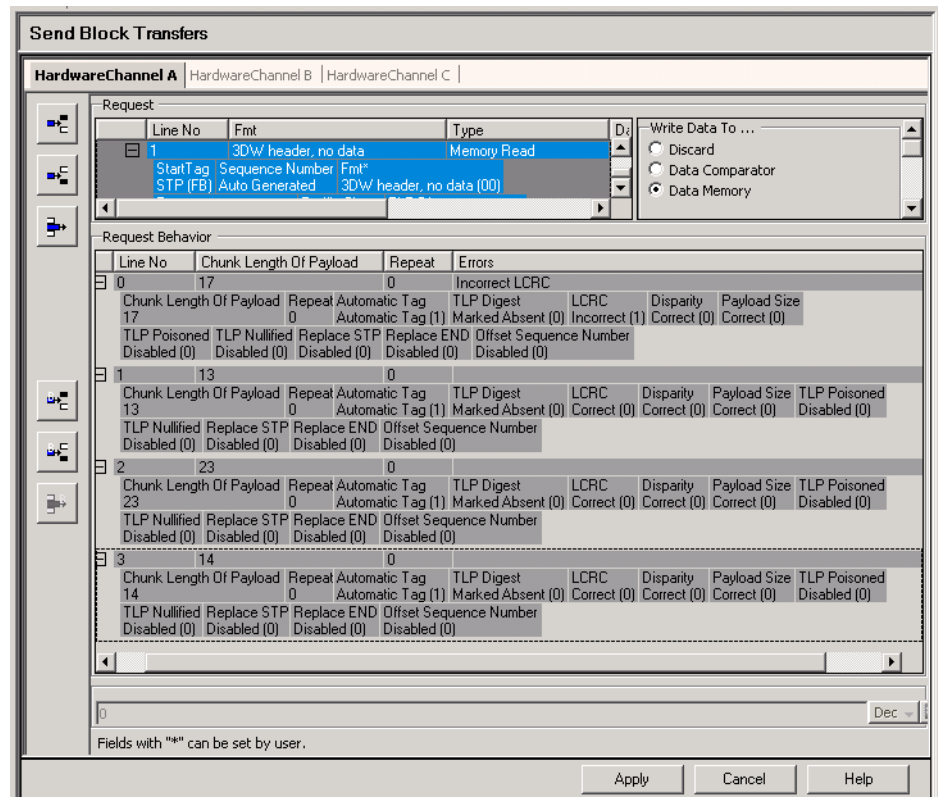 Send Block Transfers
HardwareChannel A HardwareChannel B HardwareChannel C
Request
Line No Fmt Type Da
1 3DW header, no data Memory Read
StartTag Sequence Number Fmt*
STP (FB) Auto Generated 3DW header, no data (00)
Write Data To ...
Discard
Data Comparator
Data Memory
Request Behavior
Line No Chunk Length Of Payload Repeat Errors
0 17 0 Incorrect LCRC
Chunk Length Of Payload Repeat Automatic Tag TLP Digest LCRC Disparity Payload Size
17 0 Automatic Tag (1) Marked Absent (0) Incorrect (1) Correct (0) Correct (0)
TLP Poisoned TLP Nullified Replace STP Replace END Offset Sequence Number
Disabled (0) Disabled (0) Disabled (0) Disabled (0) Disabled (0)
1 13 0
Chunk Length Of Payload Repeat Automatic Tag TLP Digest LCRC Disparity Payload Size TLP Poisoned
13 0 Automatic Tag (1) Marked Absent (0) Correct (0) Correct (0) Correct (0) Disabled (0)
TLP Nullified Replace STP Replace END Offset Sequence Number
Disabled (0) Disabled (0) Disabled (0) Disabled (0)
2 23 0
Chunk Length Of Payload Repeat Automatic Tag TLP Digest LCRC Disparity Payload Size TLP Poisoned
23 0 Automatic Tag (1) Marked Absent (0) Correct (0) Correct (0) Correct (0) Disabled (0)
TLP Nullified Replace STP Replace END Offset Sequence Number
Disabled (0) Disabled (0) Disabled (0) Disabled (0)
3 14 0
Chunk Length Of Payload Repeat Automatic Tag TLP Digest LCRC Disparity Payload Size TLP Poisoned
14 0 Automatic Tag (1) Marked Absent (0) Correct (0) Correct (0) Correct (0) Disabled (0)
TLP Nullified Replace STP Replace END Offset Sequence Number
Disabled (0) Disabled (0) Disabled (0) Disabled (0)
0 Dec
Fields with "*" can be set by user.
Apply Cancel Help